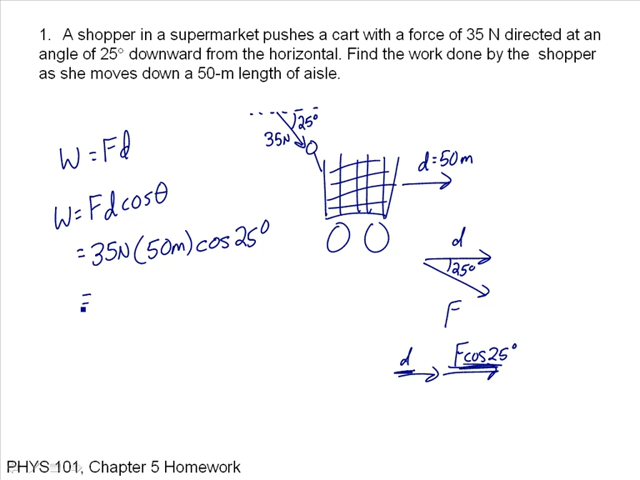 1. A shopper in a supermarket pushes a cart with a force of 35 N directed at an
angle of 25° downward from the horizontal. Find the work done by the shopper
as she moves down a 50-m length of aisle.
25°
35N
W = Fd
d=50m
W = Fd cosθ
= 35N(50m) cos 25°
d
25°
=
F
d
Fcos25°
PHYS 101, Chapter 5 Homework